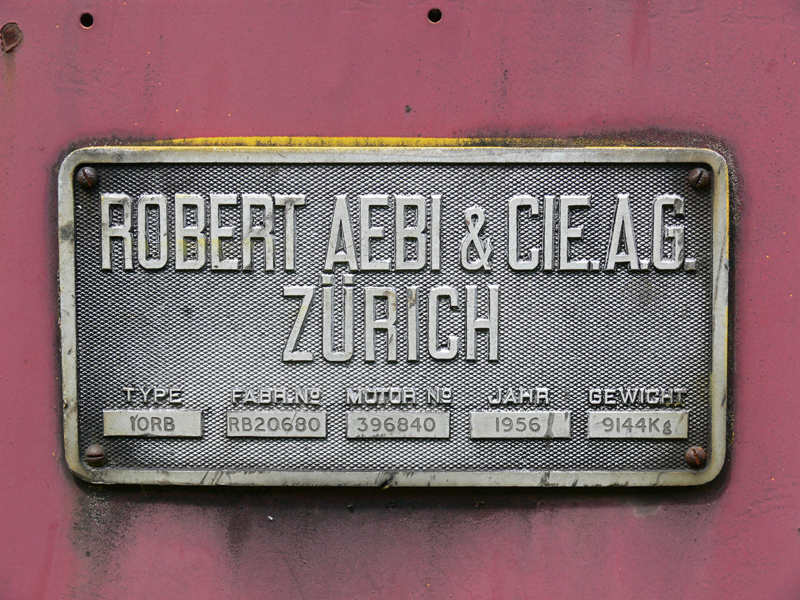 ROBERT AEBI & CIE.A.G.
ZÜRICH
TYPE FABR.No MOTOR No JAHR GEWICHT
10RB RB20680 396840 1956 9144Kg